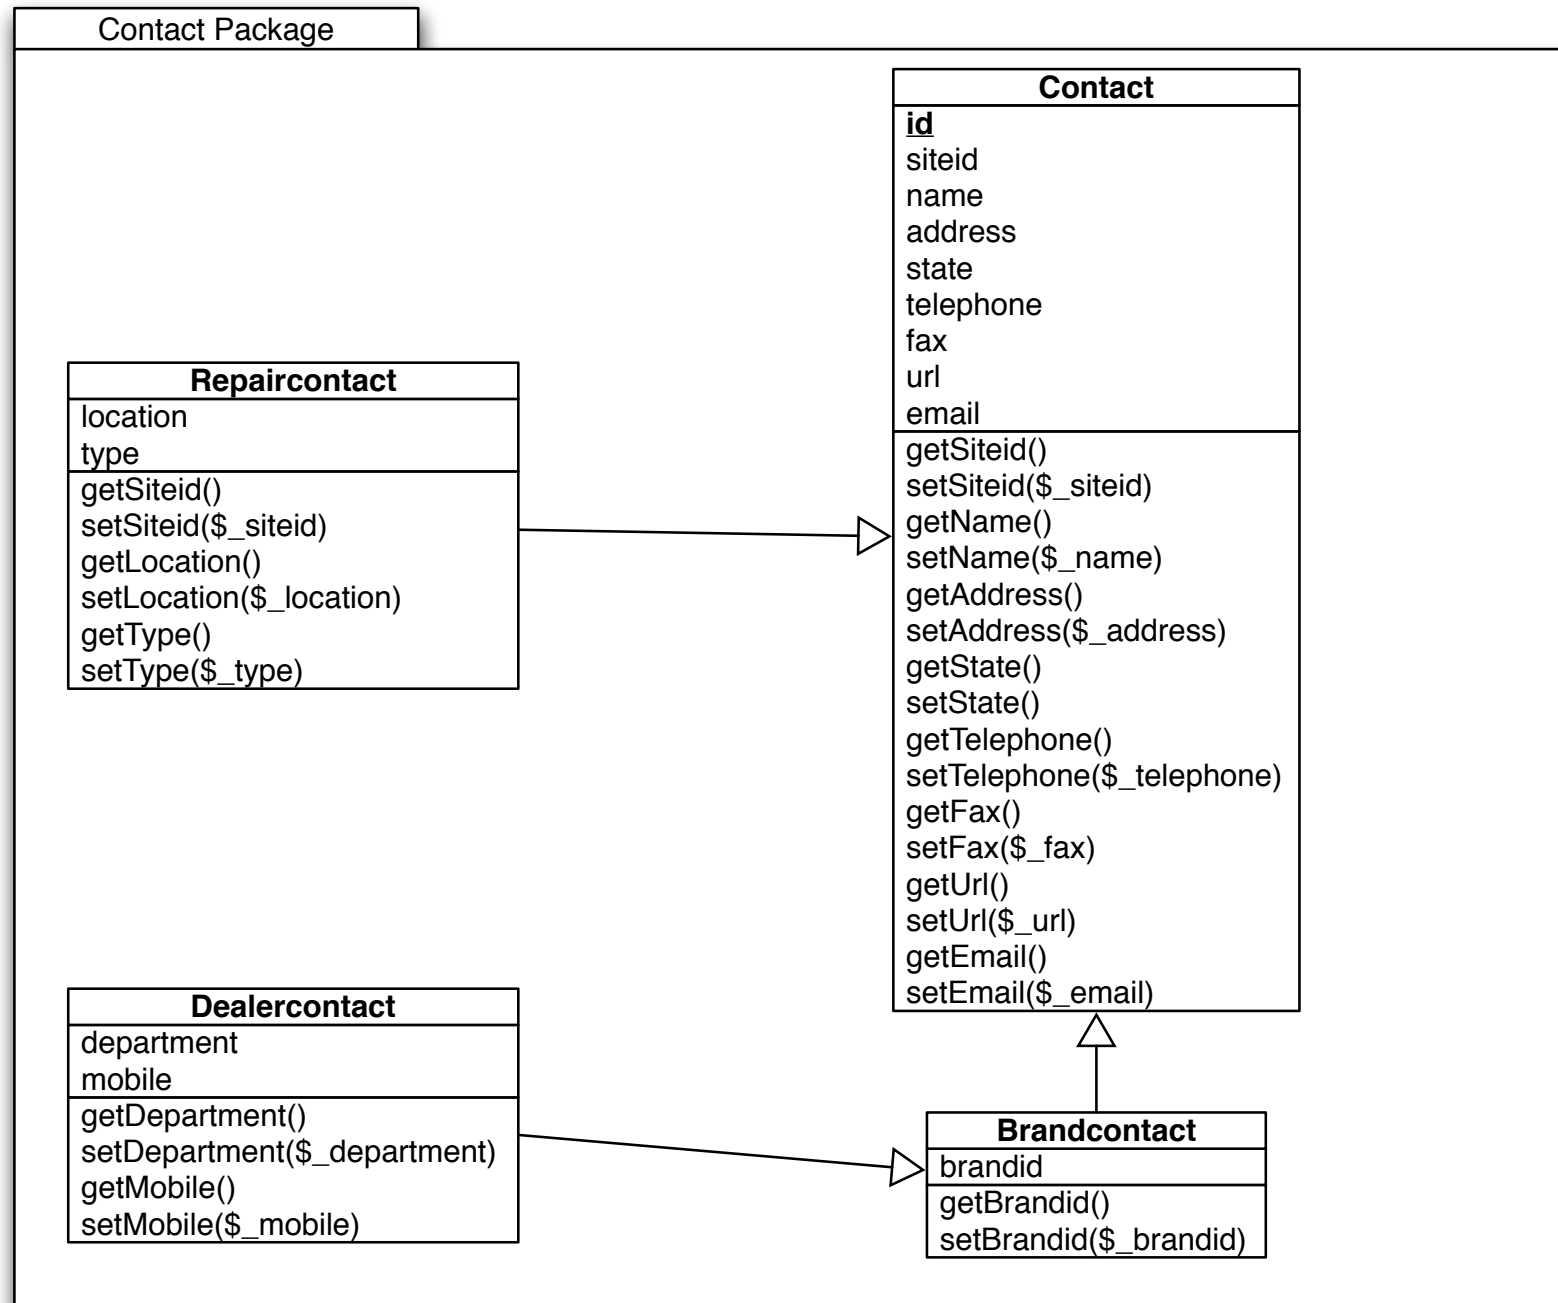 Contact Package
Contact
id
siteid
name
address
state
telephone
fax
url
email
getSiteid()
setSiteid($_siteid)
getName()
setName($_name)
getAddress()
setAddress($_address)
getState()
setState()
getTelephone()
setTelephone($_telephone)
getFax()
setFax($_fax)
getUrl()
setUrl($_url)
getEmail()
setEmail($_email)
Repaircontact
location
type
getSiteid()
setSiteid($_siteid)
getLocation()
setLocation($_location)
getType()
setType($_type)
Dealercontact
department
mobile
getDepartment()
setDepartment($_department)
getMobile()
setMobile($_mobile)
Brandcontact
brandid
getBrandid()
setBrandid($_brandid)